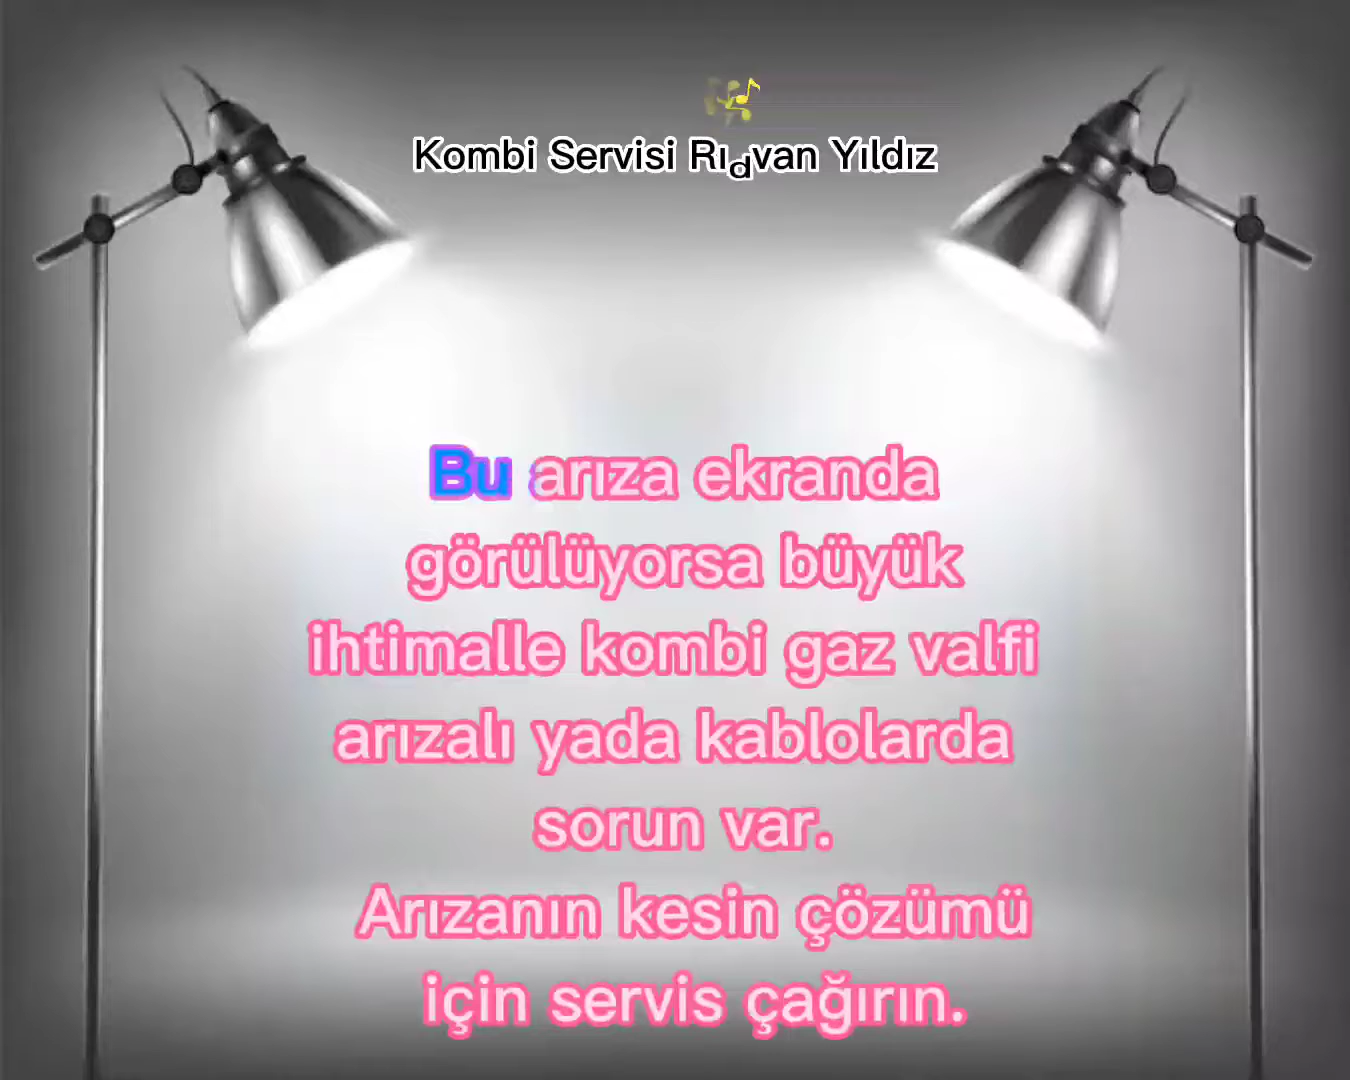 Kombi Servisi Rıdvan Yıldız
Bu arıza ekranda
görülüyorsa büyük
ihtimalle kombi gaz valfi
arızalı yada kablolarda
sorun var.
Arızanın kesin çözümü
için servis çağırın.